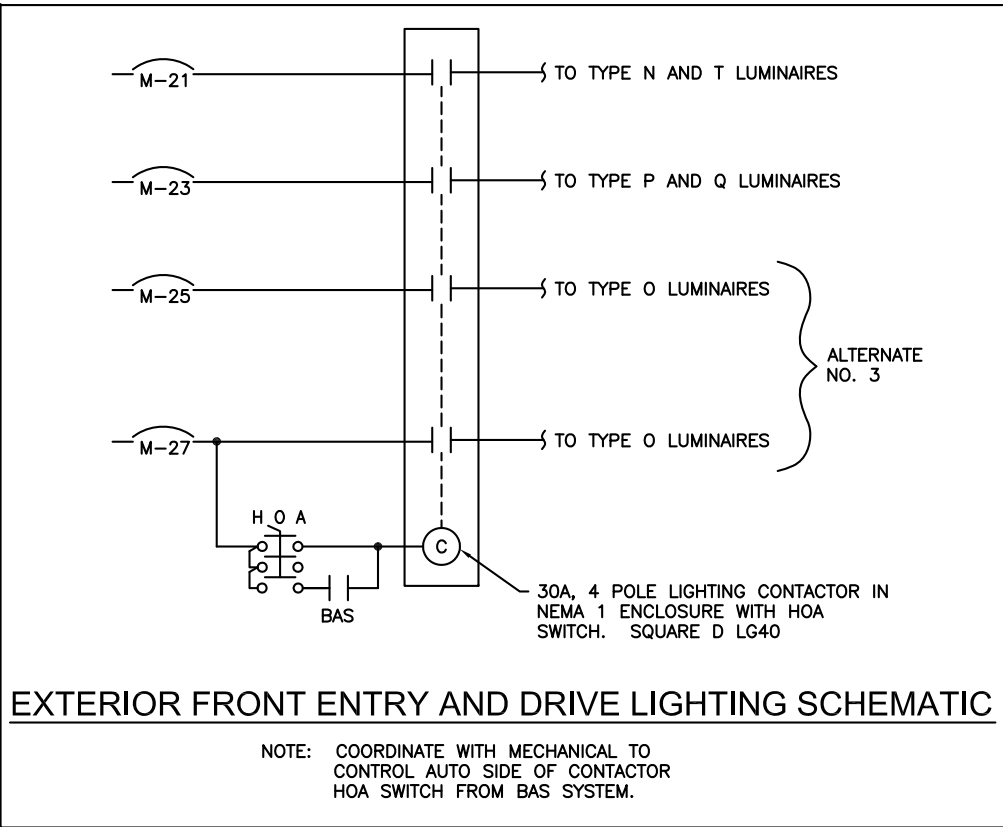 M-21
TO TYPE N AND T LUMINAIRES
M-23
TO TYPE P AND Q LUMINAIRES
M-25
TO TYPE O LUMINAIRES
ALTERNATE
NO. 3
M-27
TO TYPE O LUMINAIRES
H O A
C
BAS
30A, 4 POLE LIGHTING CONTACTOR IN
NEMA 1 ENCLOSURE WITH HOA
SWITCH. SQUARE D LG40
EXTERIOR FRONT ENTRY AND DRIVE LIGHTING SCHEMATIC
NOTE: COORDINATE WITH MECHANICAL TO
CONTROL AUTO SIDE OF CONTACTOR
HOA SWITCH FROM BAS SYSTEM.